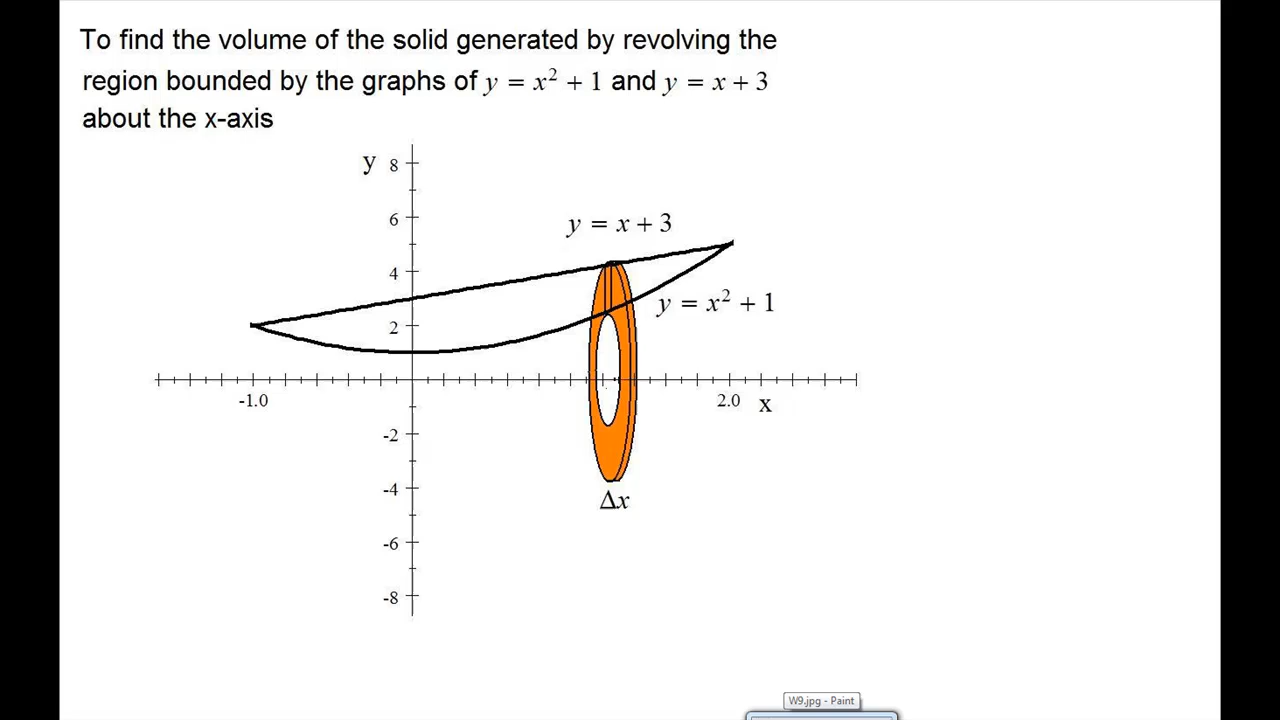 To find the volume of the solid generated by revolving the
region bounded by the graphs of y = x² + 1 and y = x + 3
about the x-axis
y 8
6
y = x + 3
4
y = x² + 1
2
-1.0 2.0 x
-2
-4
Δx
-6
-8
W9.jpg - Paint